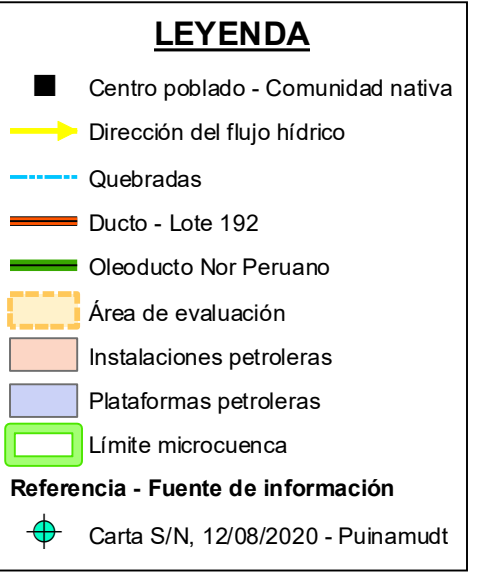 LEYENDA
Centro poblado - Comunidad nativa
Dirección del flujo hídrico
Quebradas
Ducto - Lote 192
Oleoducto Nor Peruano
Área de evaluación
Instalaciones petroleras
Plataformas petroleras
Límite microcuenca
Referencia - Fuente de información
Carta S/N, 12/08/2020 - Puinamudt